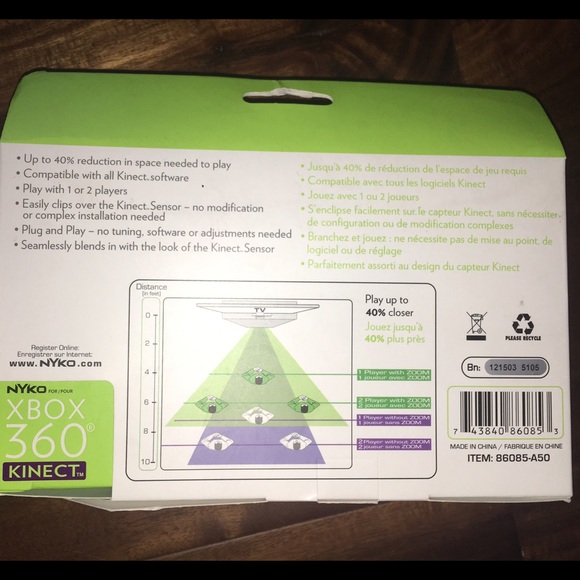 • Up to 40% reduction in space needed to play
• Compatible with all Kinect™ software
• Play with 1 or 2 players
• Easily clips over the Kinect™ Sensor – no modification
or complex installation needed
• Plug and Play – no tuning, software or adjustments needed
• Seamlessly blends in with the look of the Kinect™ Sensor
• Jusqu'à 40% de réduction de l'espace de jeu requis
• Compatible avec tous les logiciels Kinect
• Jouez avec 1 ou 2 joueurs
• S'enclipse facilement sur le capteur Kinect, sans nécessiter
de configuration ou de modification complexes
• Branchez et jouez : ne nécessite pas de mise au point, de
logiciel ou de réglage
• Parfaitement assorti au design du capteur Kinect
Distance
(in feet)
0
2
4
6
8
10
TV
Play up to
40% closer
Jouez jusqu'à
40% plus près
1 Player with ZOOM
1 joueur avec ZOOM
2 Player with ZOOM
2 joueur avec ZOOM
1 Player without ZOOM
1 joueur sans ZOOM
2 Player without ZOOM
2 joueur sans ZOOM
Register Online:
Enregistrer sur Internet:
www.NYKO.com
NYKO FOR/POUR
XBOX
360®
KINECT™
PLEASE RECYCLE
Bn: 121503 5105
7 43840 86085 3
MADE IN CHINA / FABRIQUÉ EN CHINE
ITEM: 86085-A50